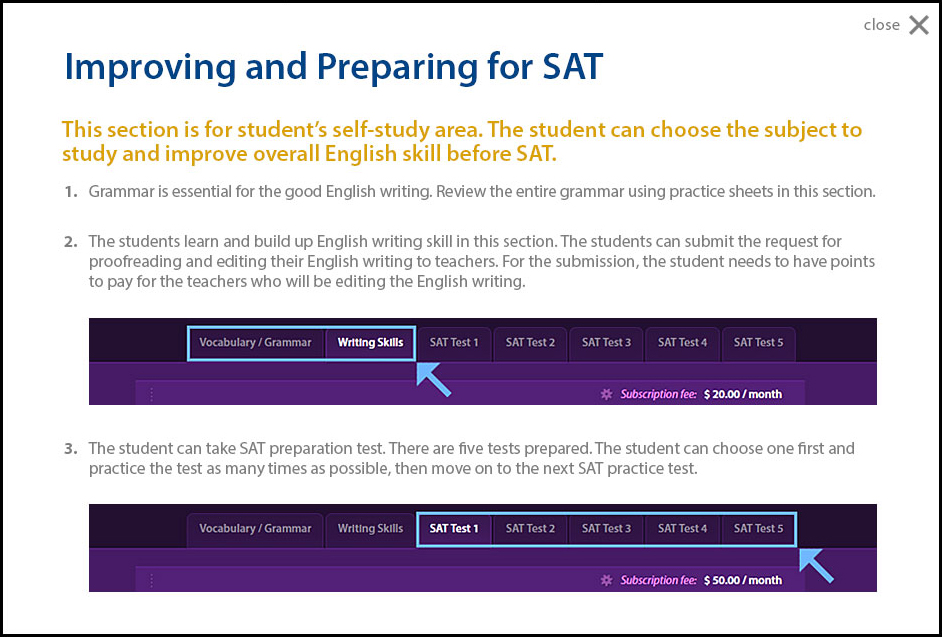 close
Improving and Preparing for SAT
This section is for student's self-study area. The student can choose the subject to
study and improve overall English skill before SAT.
1. Grammar is essential for the good English writing. Review the entire grammar using practice sheets in this section.
2. The students learn and build up English writing skill in this section. The students can submit the request for
proofreading and editing their English writing to teachers. For the submission, the student needs to have points
to pay for the teachers who will be editing the English writing.
Vocabulary / Grammar Writing Skills SAT Test 1 SAT Test 2 SAT Test 3 SAT Test 4 SAT Test 5
Subscription fee: $ 20.00 / month
3. The student can take SAT preparation test. There are five tests prepared. The student can choose one first and
practice the test as many times as possible, then move on to the next SAT practice test.
Vocabulary / Grammar Writing Skills SAT Test 1 SAT Test 2 SAT Test 3 SAT Test 4 SAT Test 5
Subscription fee: $ 50.00 / month